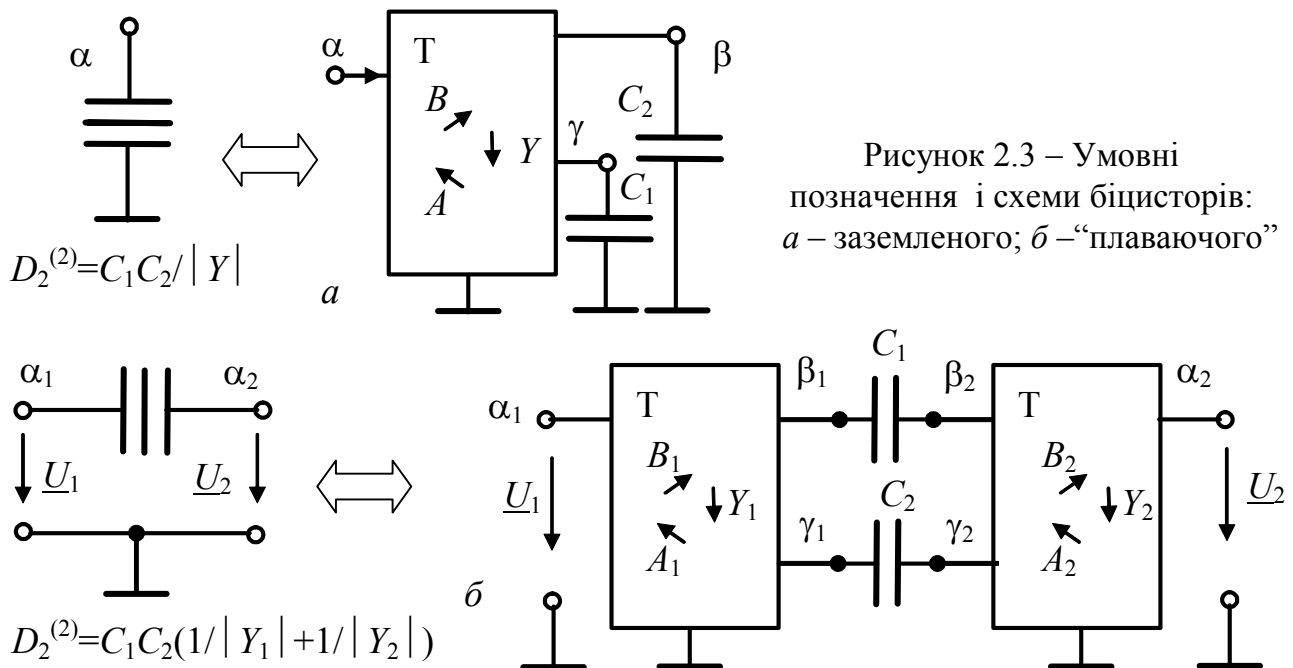 α
α
T
B
A
Y
γ
β
C₂
C₁
D₂⁽²⁾=C₁C₂/|Y|
а
Рисунок 2.3 – Умовні
позначення і схеми біцисторів:
а – заземленого; б –“плаваючого”
α₁
α₂
U₁
U₂
D₂⁽²⁾=C₁C₂(1/|Y₁|+1/|Y₂|)
б
α₁
U₁
T
B₁
A₁
Y₁
β₁
C₁
β₂
γ₁
C₂
γ₂
T
B₂
A₂
Y₂
α₂
U₂